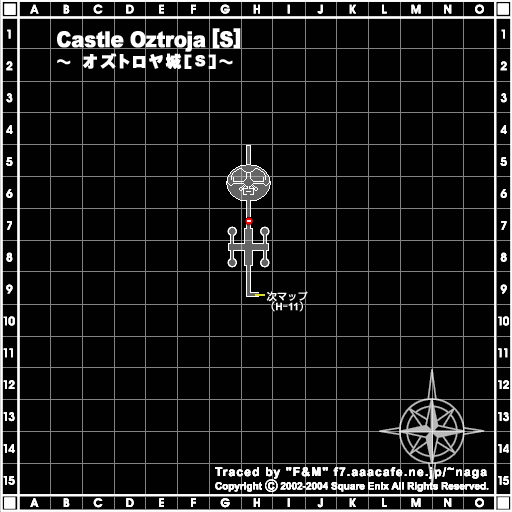 A B C D E F G H I J K L M N O
Castle Oztroja [S]
～ オズトロヤ城［Ｓ］～
1 1
2 2
3 3
4 4
5 5
6 6
7 7
8 8
9 9
次マップ
（H-11）
10 10
11 11
12 12
13 13
14 14
15 15
Traced by "F&M" f7.aaacafe.ne.jp/~naga
Copyright © 2002-2004 Square Enix All Rights Reserved.
A B C D E F G H I J K L M N O